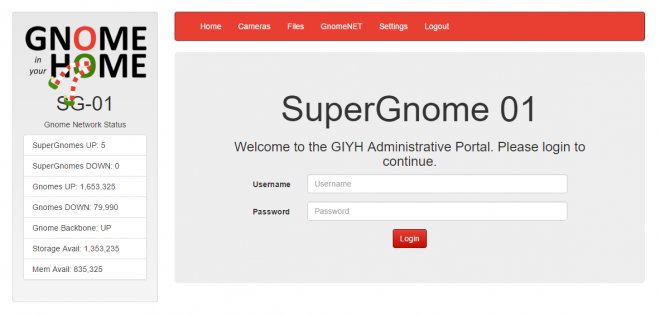 GNOME
in your HOME
SG-01
Gnome Network Status
SuperGnomes UP: 5
SuperGnomes DOWN: 0
Gnomes UP: 1,653,325
Gnomes DOWN: 79,990
Gnome Backbone: UP
Storage Avail: 1,353,235
Mem Avail: 835,325
Home Cameras Files GnomeNET Settings Logout
SuperGnome 01
Welcome to the GIYH Administrative Portal. Please login to
continue.
Username Username
Password Password
Login